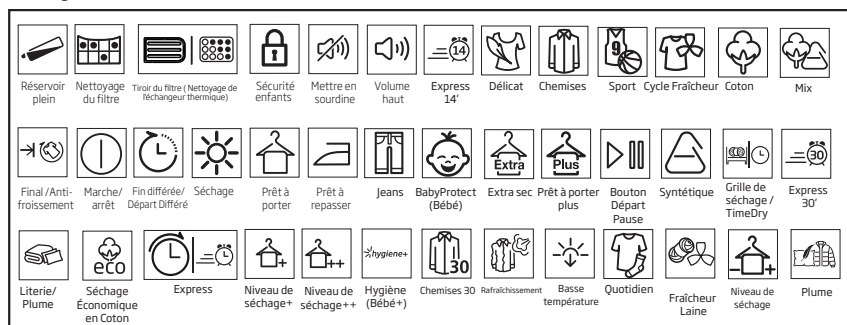 14
9
Réservoir plein
Nettoyage du filtre
Tiroir du filtre ( Nettoyage de l'échangeur thermique)
Sécurité enfants
Mettre en sourdine
Volume haut
Express 14'
Délicat
Chemises
Sport
Cycle Fraîcheur
Coton
Mix
Extra
Plus
30
Final /Anti-froissement
Marche/ arrêt
Fin différée/ Départ Différé
Séchage
Prêt à porter
Prêt à repasser
Jeans
BabyProtect (Bébé)
Extra sec
Prêt à porter plus
Bouton Départ Pause
Syntétique
Grille de séchage / TimeDry
Express 30'
eco
+
++
hygiene+
30
- +
Literie/ Plume
Séchage Économique en Coton
Express
Niveau de séchage+
Niveau de séchage++
Hygiène (Bébé+)
Chemises 30
Rafraîchissement
Basse température
Quotidien
Fraîcheur Laine
Niveau de séchage
Plume